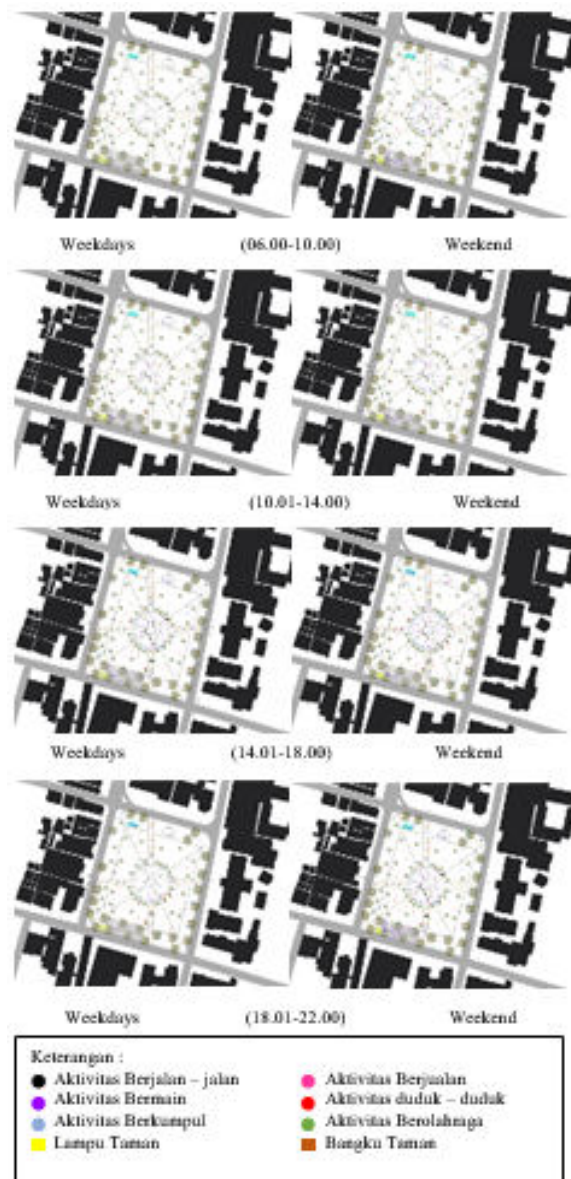 Weekdays (06.00-10.00) Weekend
Weekdays (10.01-14.00) Weekend
Weekdays (14.01-18.00) Weekend
Weekdays (18.01-22.00) Weekend
Keterangan :
Aktivitas Berjalan – jalan Aktivitas Berjualan
Aktivitas Bermain Aktivitas duduk – duduk
Aktivitas Berkumpul Aktivitas Berolahnaga
Lampu Taman Bangku Taman